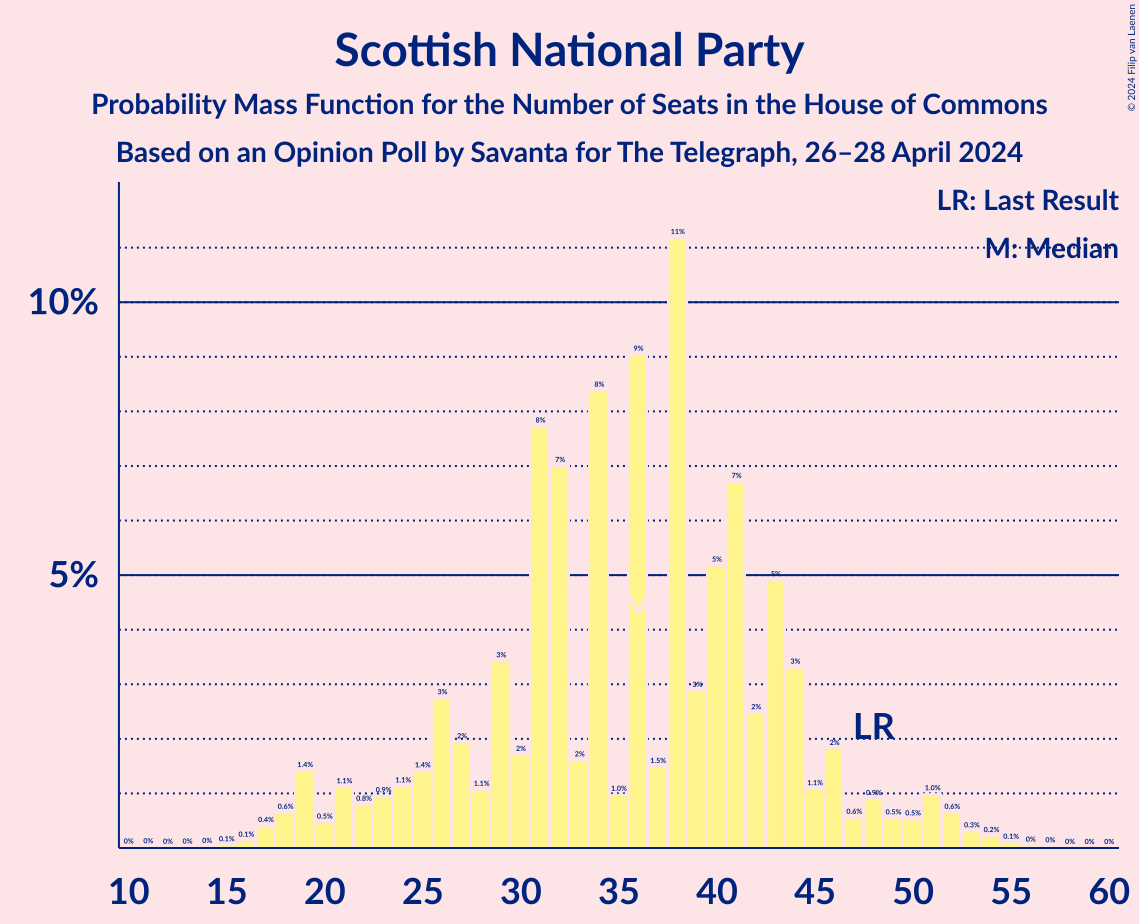 © 2024 Filip van Laenen
Scottish National Party
Probability Mass Function for the Number of Seats in the House of Commons
Based on an Opinion Poll by Savanta for The Telegraph, 26–28 April 2024
LR: Last Result
M: Median
10%
5%
0% 0% 0% 0% 0% 0.1% 0.1% 0.4% 0.6% 1.4% 0.5% 1.1% 0.8% 0.9% 1.1% 1.4% 3% 2% 1.1% 3% 2% 8% 7% 2% 8% 1.0% 9% 1.5% 11% 3% 5% 7% 2% 5% 3% 1.1% 2% 0.6% 0.9% 0.5% 0.5% 1.0% 0.6% 0.3% 0.2% 0.1% 0% 0% 0% 0% 0%
LR
10 15 20 25 30 35 40 45 50 55 60